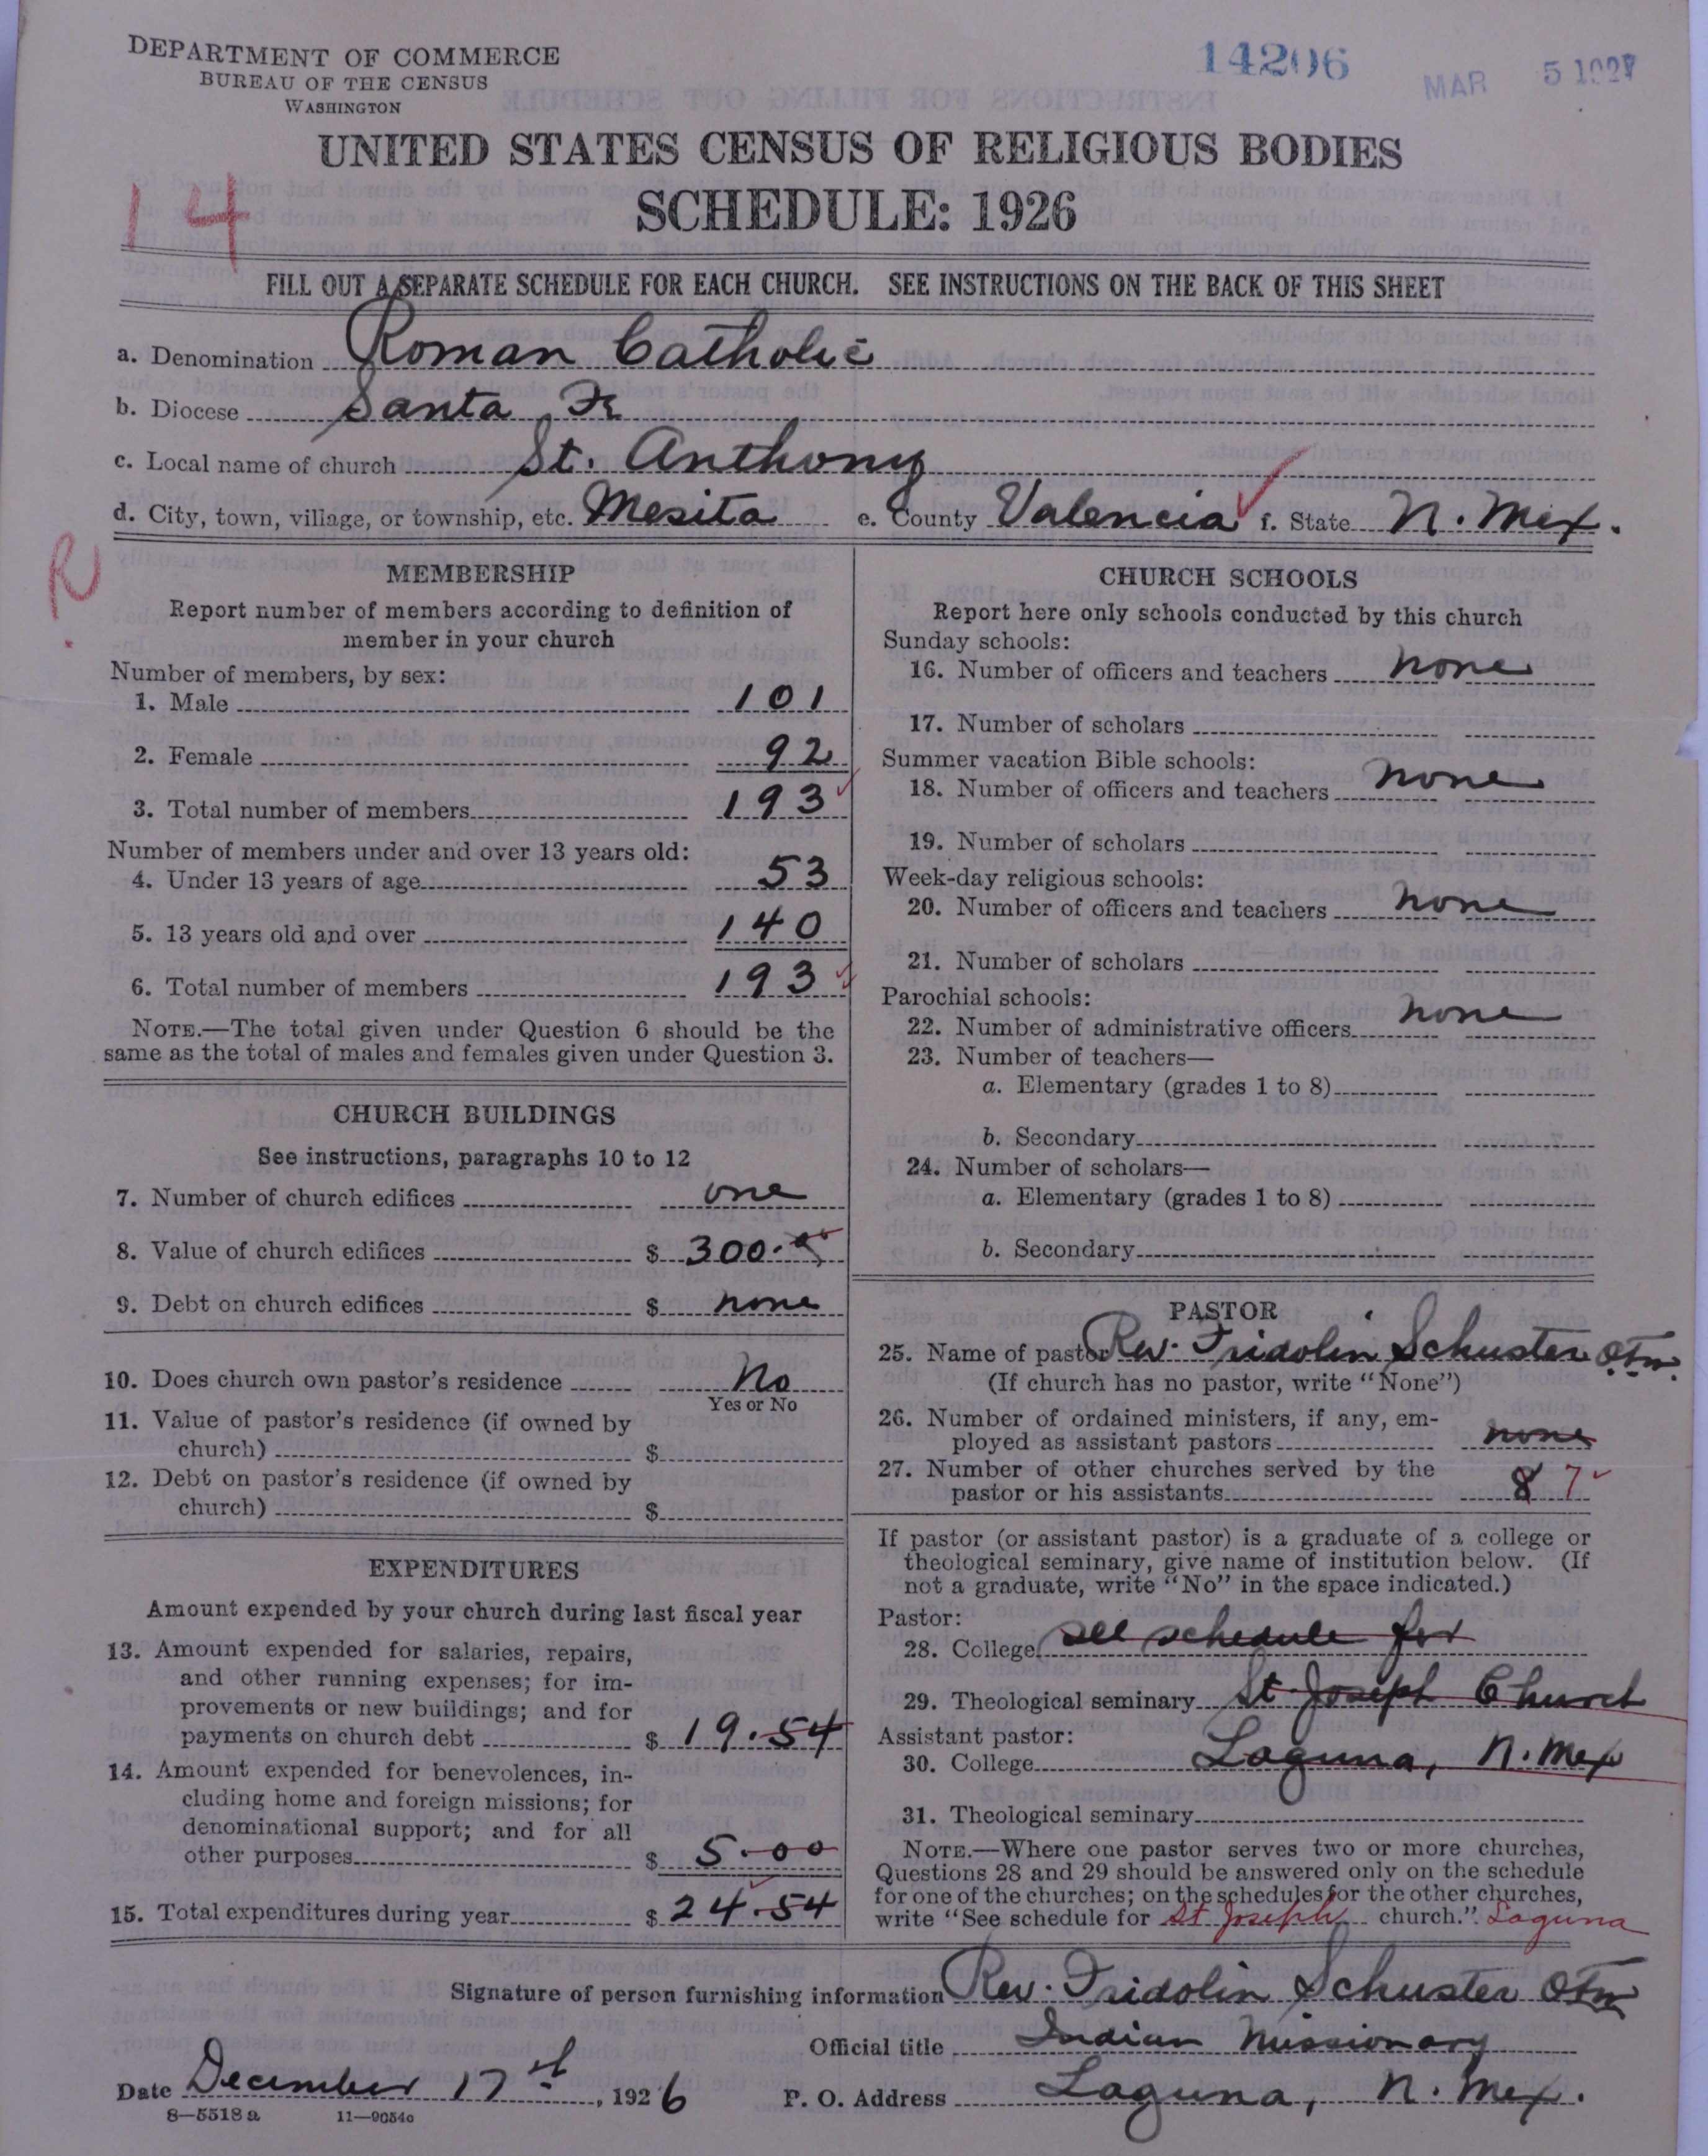 DEPARTMENT OF COMMERCE
BUREAU OF THE CENSUS
WASHINGTON
14206
MAR 5 1927
UNITED STATES CENSUS OF RELIGIOUS BODIES
SCHEDULE: 1926
14
FILL OUT A SEPARATE SCHEDULE FOR EACH CHURCH. SEE INSTRUCTIONS ON THE BACK OF THIS SHEET
a. Denomination Roman Catholic
b. Diocese Santa Fe
c. Local name of church St. Anthony
d. City, town, village, or township, etc. Mesita e. County Valencia f. State N. Mex.
R
MEMBERSHIP
Report number of members according to definition of
member in your church
Number of members, by sex:
1. Male 101
2. Female 92
3. Total number of members 193
Number of members under and over 13 years old:
4. Under 13 years of age 53
5. 13 years old and over 140
6. Total number of members 193
NOTE.—The total given under Question 6 should be the
same as the total of males and females given under Question 3.
CHURCH BUILDINGS
See instructions, paragraphs 10 to 12
7. Number of church edifices one
8. Value of church edifices $ 300.00
9. Debt on church edifices $ none
10. Does church own pastor's residence No
Yes or No
11. Value of pastor's residence (if owned by
church) $
12. Debt on pastor's residence (if owned by
church) $
EXPENDITURES
Amount expended by your church during last fiscal year
13. Amount expended for salaries, repairs,
and other running expenses; for im-
provements or new buildings; and for
payments on church debt $ 19.54
14. Amount expended for benevolences, in-
cluding home and foreign missions; for
denominational support; and for all
other purposes $ 5.00
15. Total expenditures during year $ 24.54
CHURCH SCHOOLS
Report here only schools conducted by this church
Sunday schools:
16. Number of officers and teachers none
17. Number of scholars
Summer vacation Bible schools:
18. Number of officers and teachers none
19. Number of scholars
Week-day religious schools:
20. Number of officers and teachers none
21. Number of scholars
Parochial schools:
22. Number of administrative officers none
23. Number of teachers—
a. Elementary (grades 1 to 8)
b. Secondary
24. Number of scholars—
a. Elementary (grades 1 to 8)
b. Secondary
PASTOR
25. Name of pastor Rev. Fridolin Schuster OFM.
(If church has no pastor, write "None")
26. Number of ordained ministers, if any, em-
ployed as assistant pastors none
27. Number of other churches served by the
pastor or his assistants 8 7
If pastor (or assistant pastor) is a graduate of a college or
theological seminary, give name of institution below. (If
not a graduate, write "No" in the space indicated.)
Pastor:
28. College see schedule for
29. Theological seminary St. Joseph Church
Assistant pastor:
30. College Laguna, N. Mex
31. Theological seminary
NOTE.—Where one pastor serves two or more churches,
Questions 28 and 29 should be answered only on the schedule
for one of the churches; on the schedules for the other churches,
write "See schedule for St Joseph church." Laguna
Signature of person furnishing information Rev. Fridolin Schuster OFM
Official title Indian Missionary
Date December 17th, 1926 P. O. Address Laguna, N. Mex.
8—5518 a 11—9054c